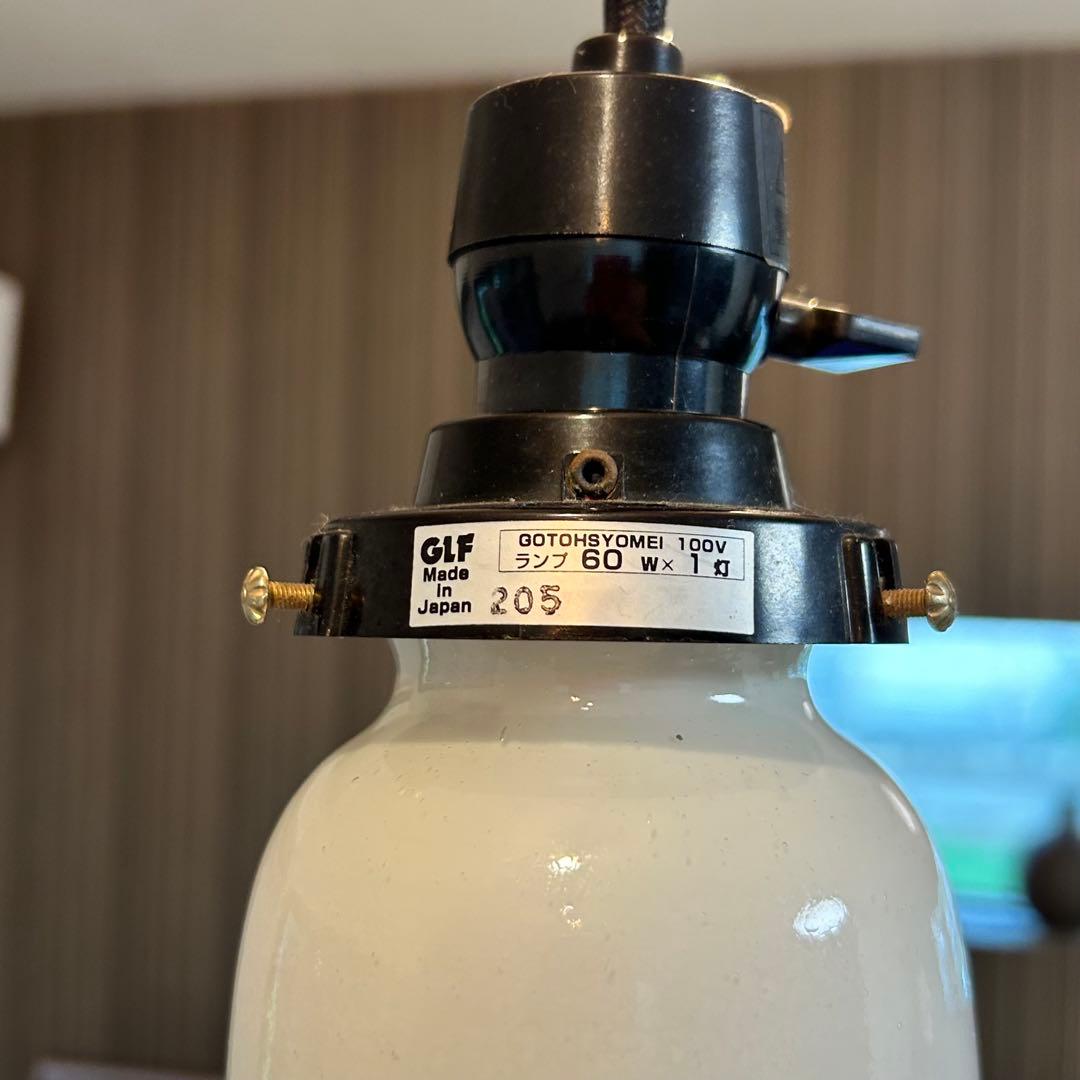 GLF
Made
in
Japan
GOTOHSYOMEI 100V
ランプ 60 W× 1 灯
205